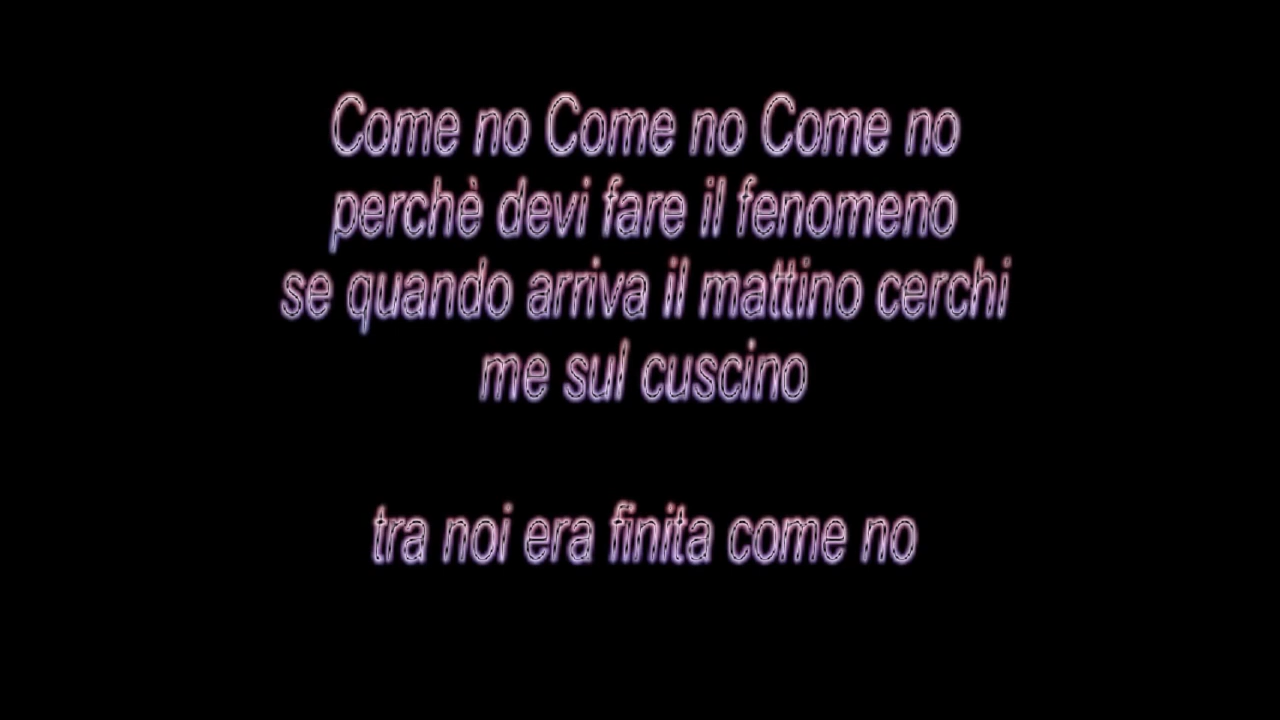 Come no Come no Come no
perchè devi fare il fenomeno
se quando arriva il mattino cerchi
me sul cuscino
tra noi era finita come no